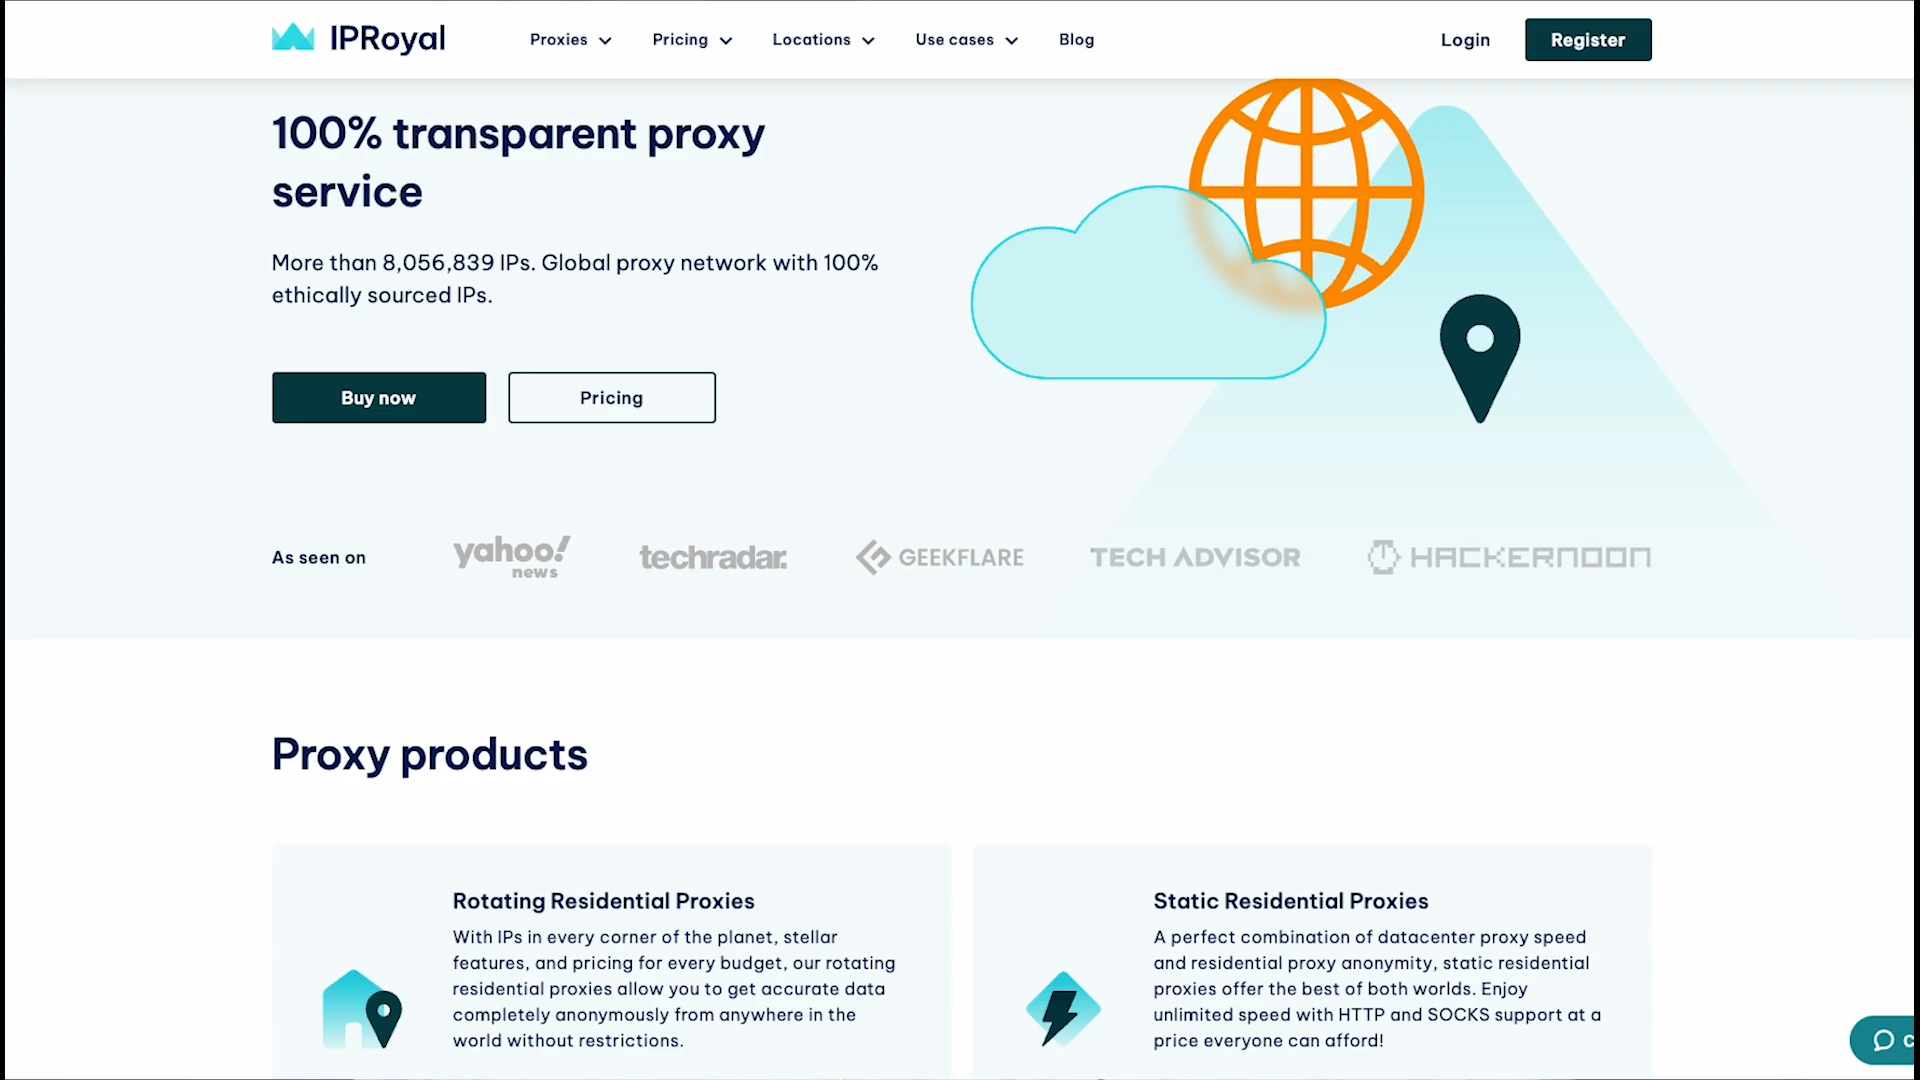 IPRoyal
Proxies
Pricing
Locations
Use cases
Blog
Login
Register
100% transparent proxy
service
More than 8,056,839 IPs. Global proxy network with 100%
ethically sourced IPs.
Buy now
Pricing
As seen on
yahoo!
news
techradar.
GEEKFLARE
TECH ADVISOR
HACKERNOON
Proxy products
Rotating Residential Proxies
With IPs in every corner of the planet, stellar
features, and pricing for every budget, our rotating
residential proxies allow you to get accurate data
completely anonymously from anywhere in the
world without restrictions.
Static Residential Proxies
A perfect combination of datacenter proxy speed
and residential proxy anonymity, static residential
proxies offer the best of both worlds. Enjoy
unlimited speed with HTTP and SOCKS support at a
price everyone can afford!